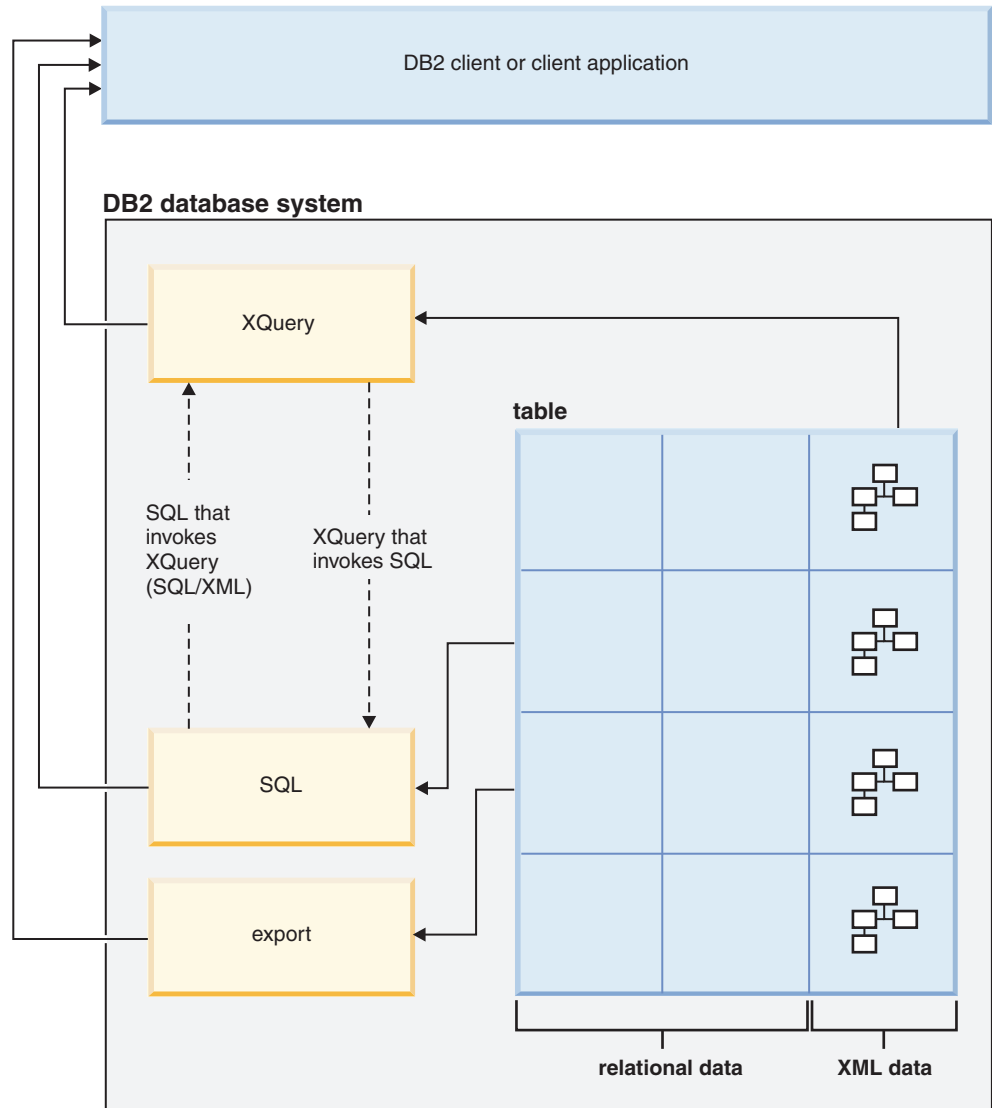 DB2 client or client application
DB2 database system
XQuery
table
SQL that
invokes
XQuery
(SQL/XML)
XQuery that
invokes SQL
SQL
export
relational data
XML data